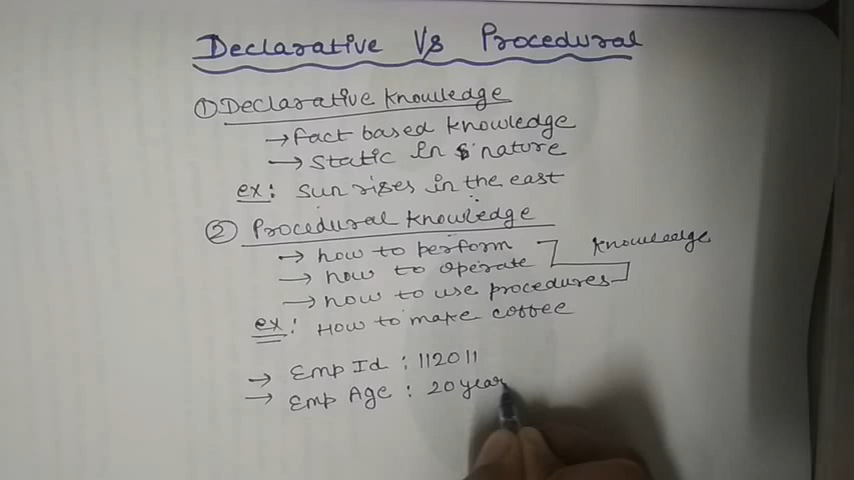 Declarative Vs Procedural
① Declarative Knowledge
→ fact based knowledge
→ static in nature
ex: Sun rises in the east
② Procedural Knowledge
→ how to perform
→ how to operate
→ how to use procedures
knowledge
ex: How to make coffee
→ Emp Id : 112011
→ Emp Age : 20 year